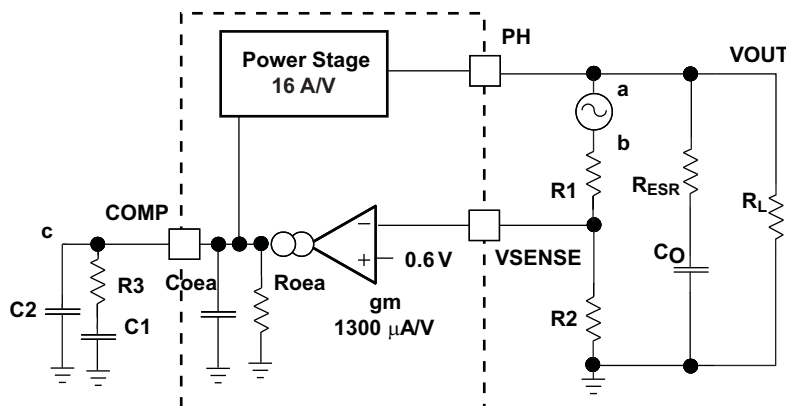 PH
Power Stage
16 A/V
VOUT
a
b
R1
RESR
RL
COMP
c
VSENSE
0.6 V
CO
Coea
Roea
R3
C2
C1
gm
1300 μA/V
R2
−
+